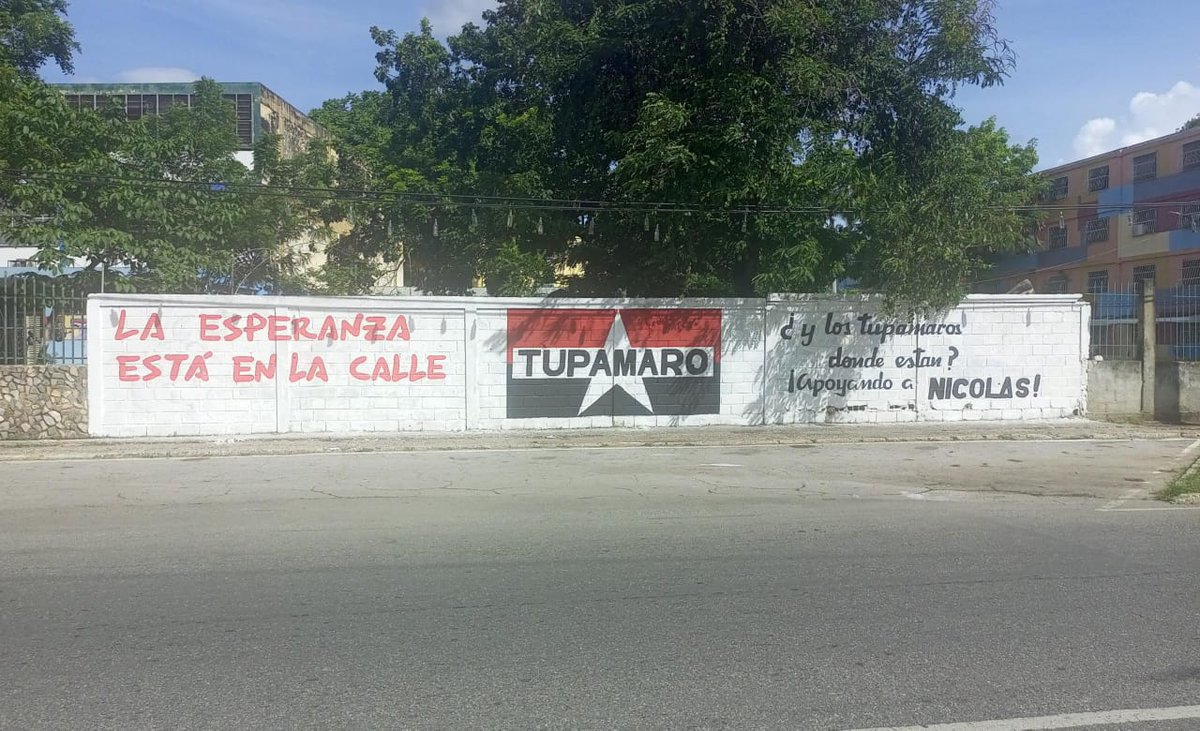 LA ESPERANZA
ESTÁ EN LA CALLE
TUPAMARO
¿y los tupamaros
donde estan?
¡Apoyando a NICOLAS!